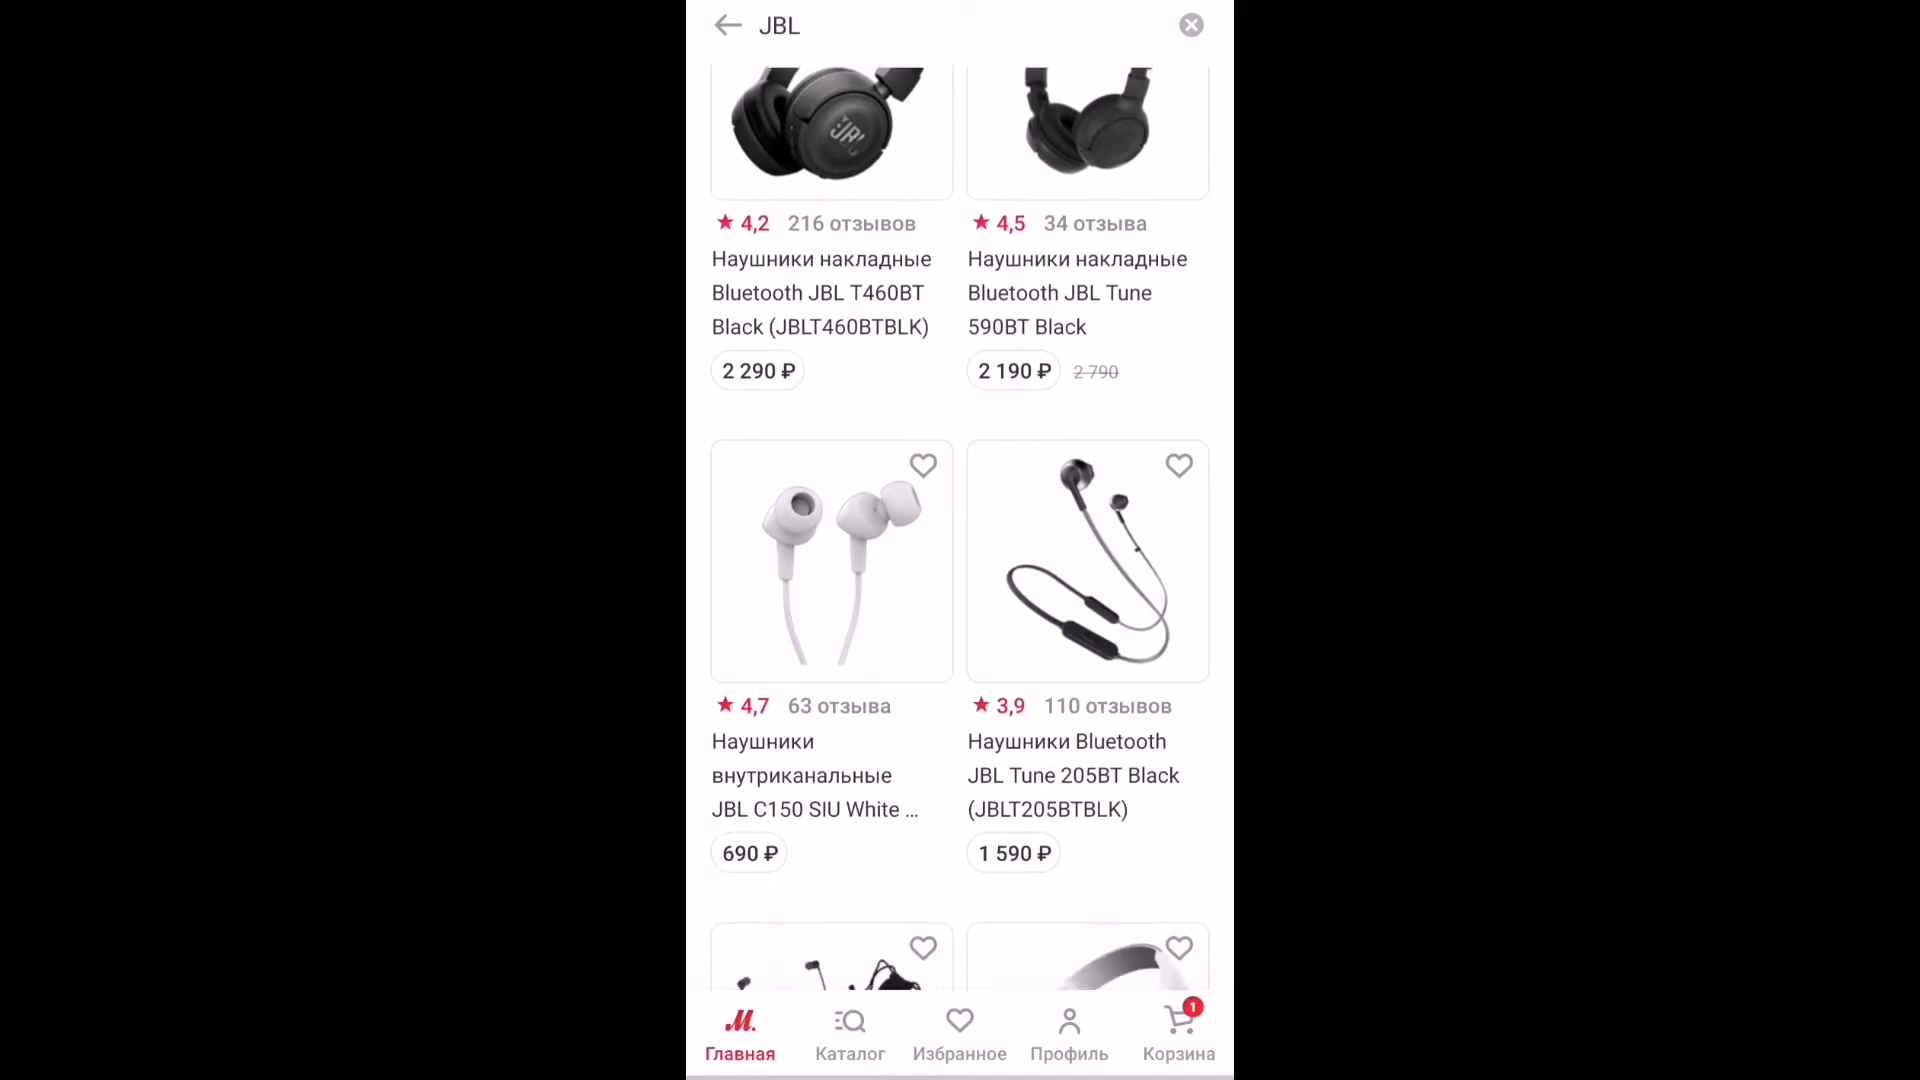 JBL
JBL
★ 4,2 216 отзывов
★ 4,5 34 отзыва
Наушники накладные
Bluetooth JBL T460BT
Black (JBLT460BTBLK)
Наушники накладные
Bluetooth JBL Tune
590BT Black
2 290 ₽
2 190 ₽ 2 790
★ 4,7 63 отзыва
★ 3,9 110 отзывов
Наушники
внутриканальные
JBL C150 SIU White ...
Наушники Bluetooth
JBL Tune 205BT Black
(JBLT205BTBLK)
690 ₽
1 590 ₽
М.
1
Главная
Каталог
Избранное
Профиль
Корзина